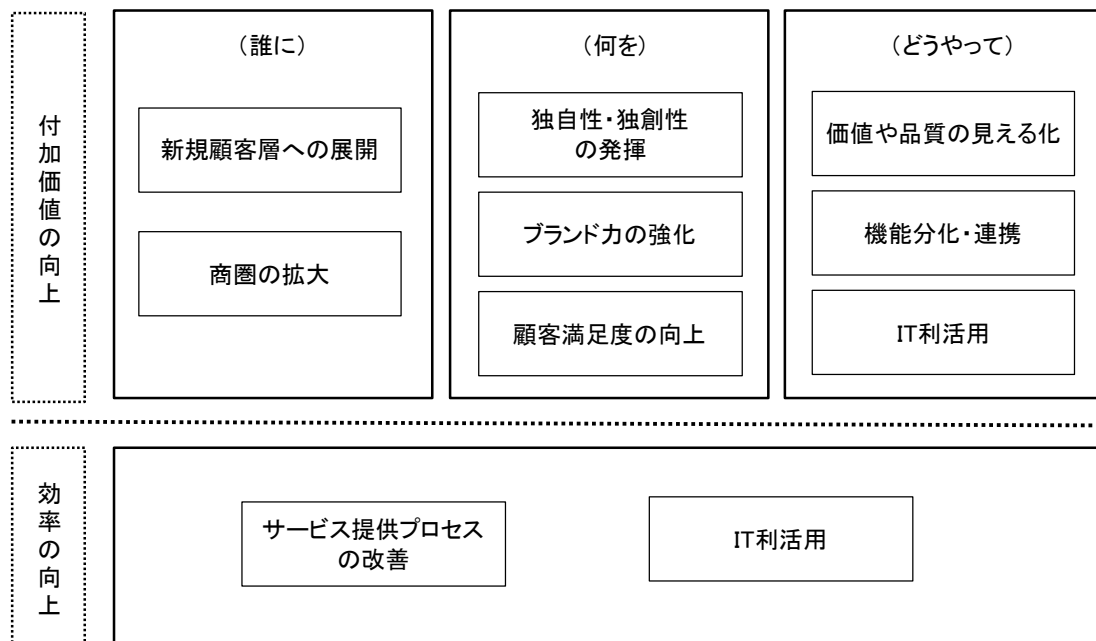 付加価値の向上
（誰に）
新規顧客層への展開
商圏の拡大
（何を）
独自性・独創性
の発揮
ブランド力の強化
顧客満足度の向上
（どうやって）
価値や品質の見える化
機能分化・連携
IT利活用
効率の向上
サービス提供プロセス
の改善
IT利活用